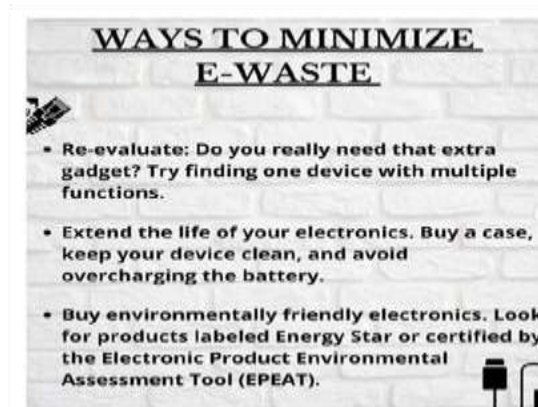 WAYS TO MINIMIZE
E-WASTE
• Re-evaluate: Do you really need that extra
gadget? Try finding one device with multiple
functions.
• Extend the life of your electronics. Buy a case,
keep your device clean, and avoid
overcharging the battery.
• Buy environmentally friendly electronics. Look
for products labeled Energy Star or certified by
the Electronic Product Environmental
Assessment Tool (EPEAT).